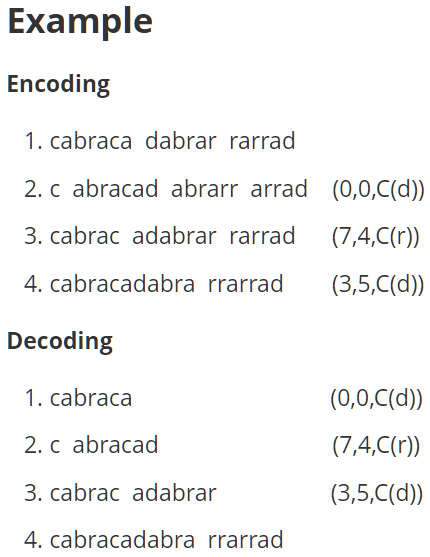 Example
Encoding
1. cabraca dabrar rarrad
2. c abracad abrarr arrad (0,0,C(d))
3. cabrac adabrar rarrad (7,4,C(r))
4. cabracadabra rrarrad (3,5,C(d))
Decoding
1. cabraca (0,0,C(d))
2. c abracad (7,4,C(r))
3. cabrac adabrar (3,5,C(d))
4. cabracadabra rrarrad